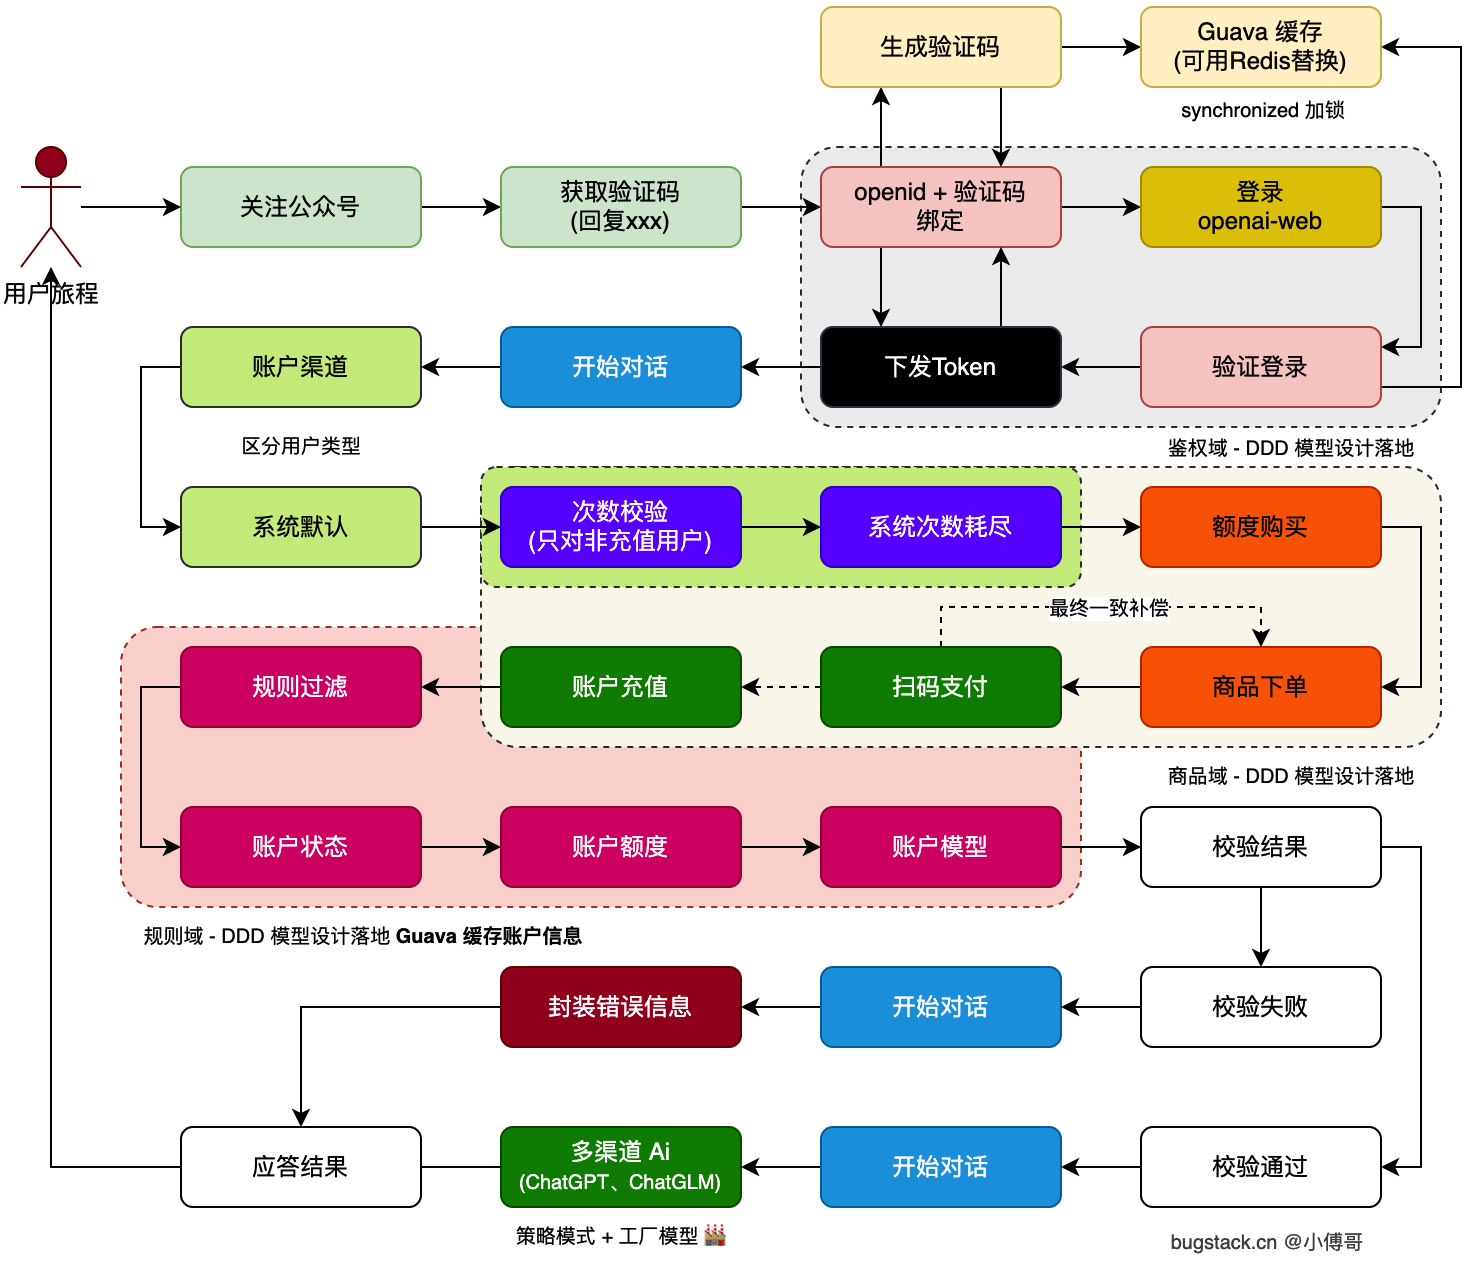 生成验证码
Guava 缓存
(可用Redis替换)
synchronized 加锁
用户旅程
关注公众号
获取验证码
(回复xxx)
openid + 验证码
绑定
登录
openai-web
账户渠道
开始对话
下发Token
验证登录
区分用户类型
鉴权域 - DDD 模型设计落地
系统默认
次数校验
(只对非充值用户)
系统次数耗尽
额度购买
最终一致补偿
规则过滤
账户充值
扫码支付
商品下单
商品域 - DDD 模型设计落地
账户状态
账户额度
账户模型
校验结果
规则域 - DDD 模型设计落地 Guava 缓存账户信息
封装错误信息
开始对话
校验失败
应答结果
多渠道 Ai
(ChatGPT、ChatGLM)
开始对话
校验通过
策略模式 + 工厂模型
bugstack.cn @小傅哥